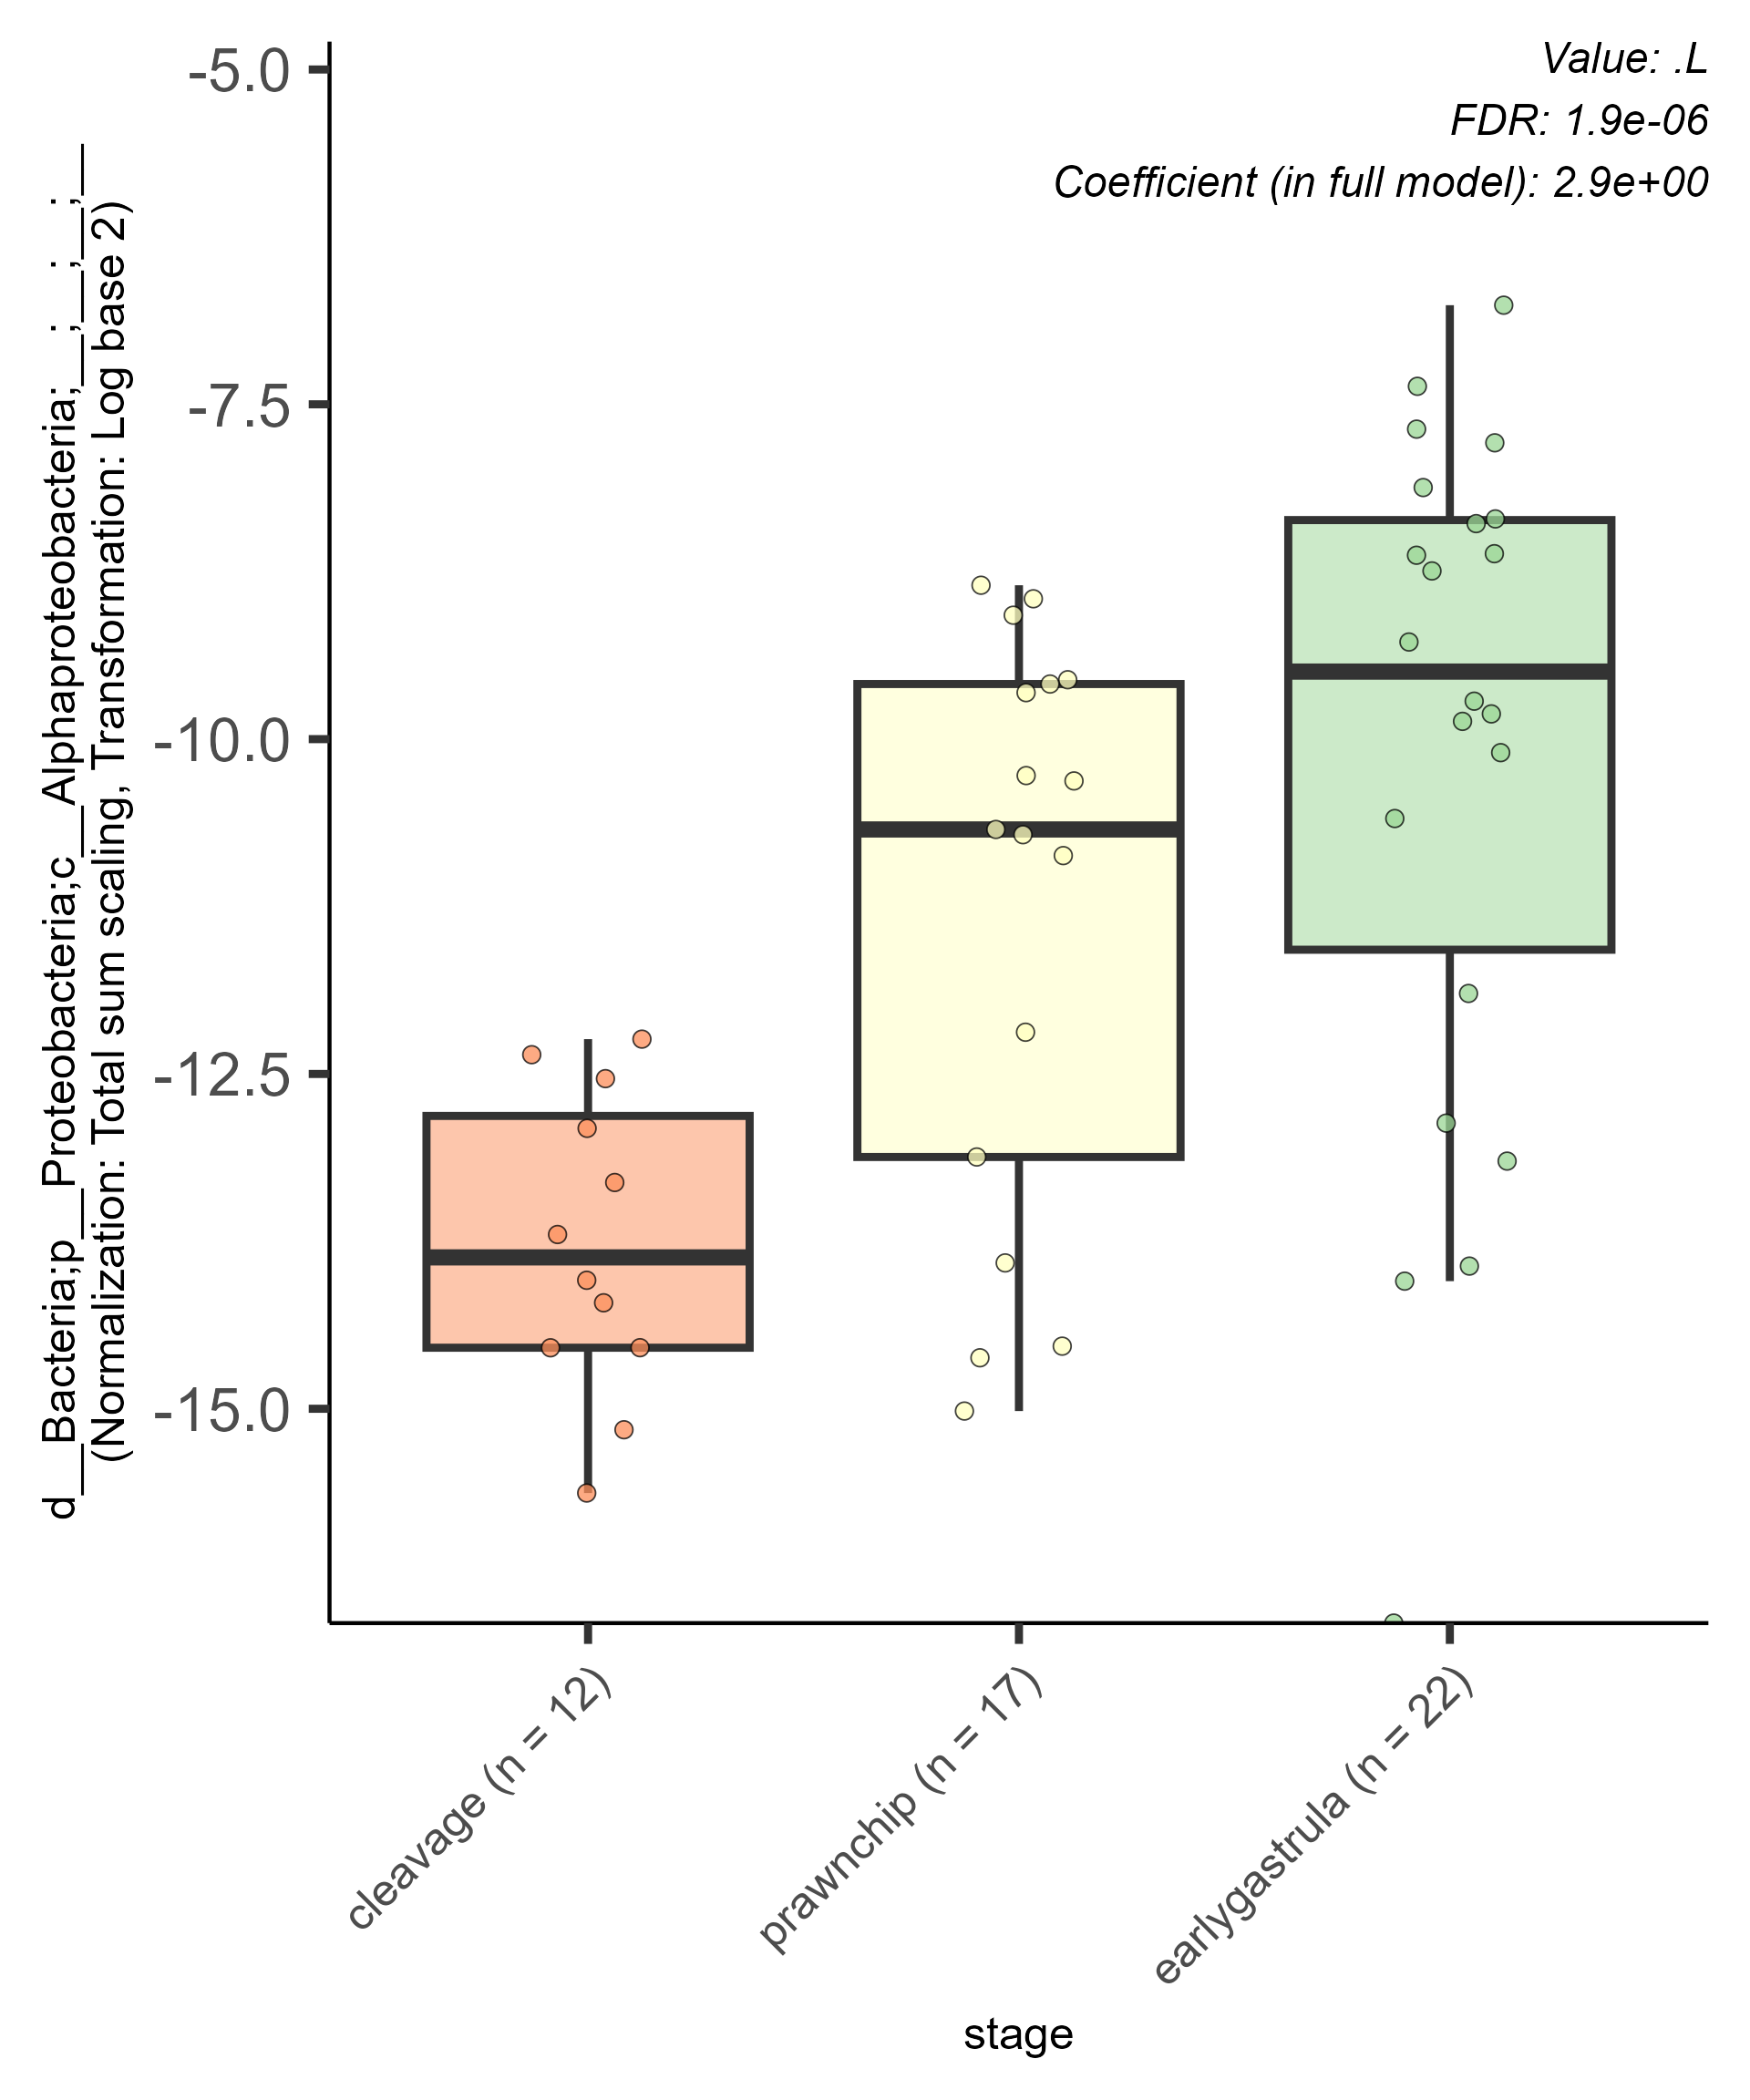 Value: .L
FDR: 1.9e-06
Coefficient (in full model): 2.9e+00
d__Bacteria;p__Proteobacteria;c__Alphaproteobacteria;__;__;__;__
(Normalization: Total sum scaling, Transformation: Log base 2)
-5.0
-7.5
-10.0
-12.5
-15.0
cleavage (n = 12)
prawnchip (n = 17)
earlygastrula (n = 22)
stage